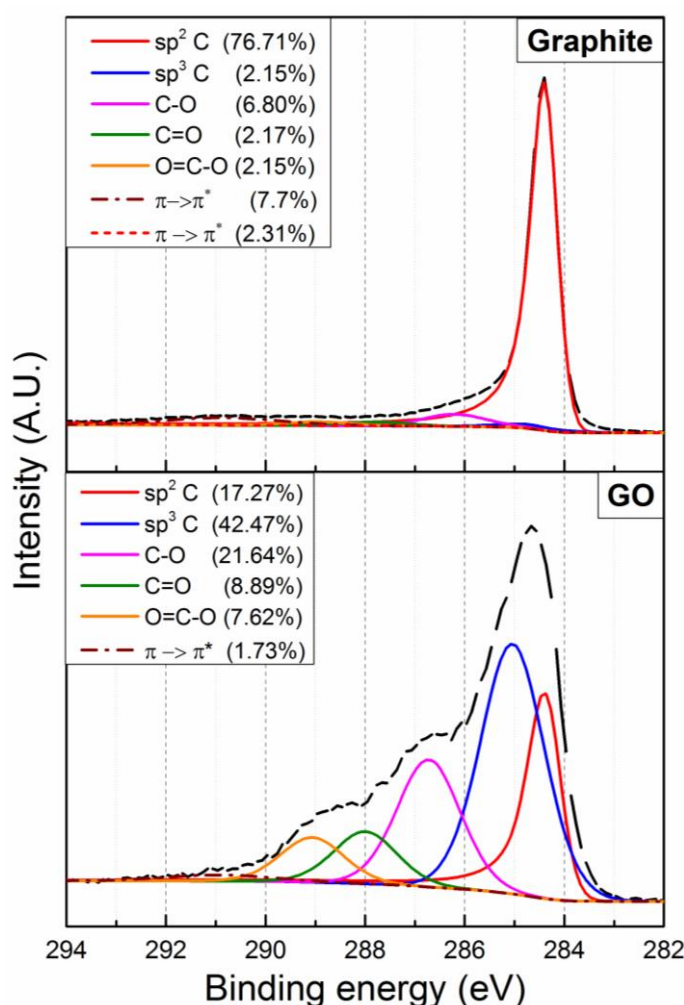 sp² C (76.71%)
sp³ C (2.15%)
C-O (6.80%)
C=O (2.17%)
O=C-O (2.15%)
π–>π* (7.7%)
π –> π* (2.31%)
Graphite
sp² C (17.27%)
sp³ C (42.47%)
C-O (21.64%)
C=O (8.89%)
O=C-O (7.62%)
π –> π* (1.73%)
GO
Intensity (A.U.)
294 292 290 288 286 284 282
Binding energy (eV)